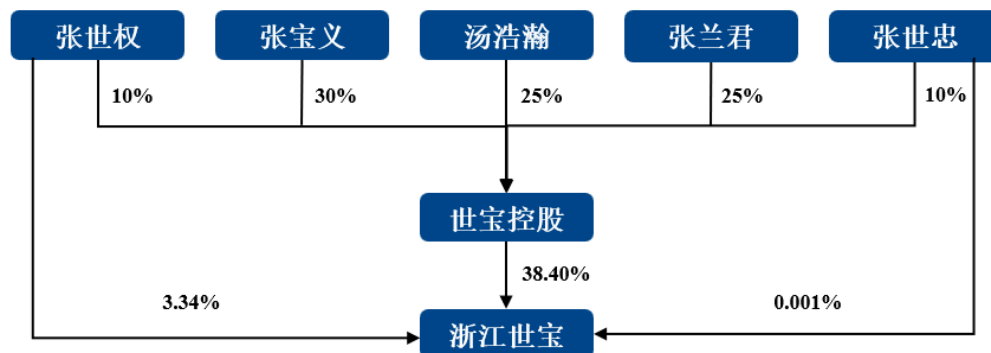 张世权 张宝义 汤浩瀚 张兰君 张世忠
10% 30% 25% 25% 10%
世宝控股
38.40%
3.34% 0.001%
浙江世宝